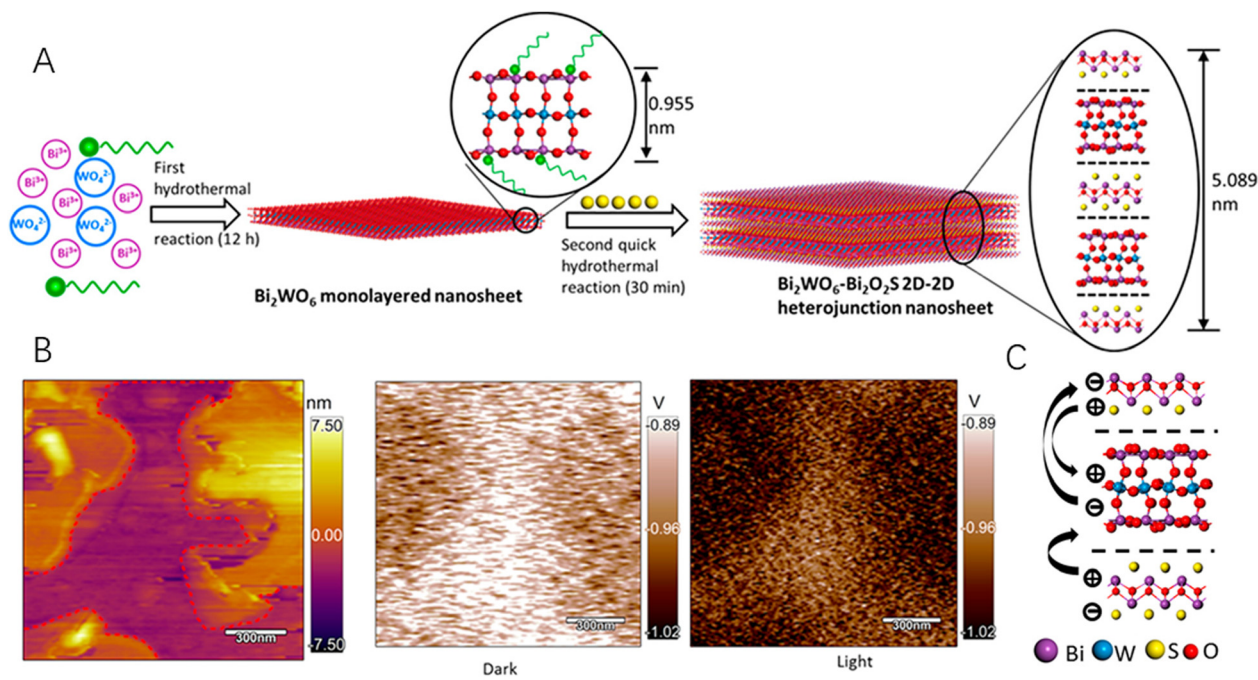 A
Bi³⁺
WO₄²⁻
Bi³⁺
Bi³⁺
Bi³⁺
WO₄²⁻
WO₄²⁻
Bi³⁺
Bi³⁺
First
hydrothermal
reaction (12 h)
Bi₂WO₆ monolayered nanosheet
0.955
nm
Second quick
hydrothermal
reaction (30 min)
Bi₂WO₆-Bi₂O₂S 2D-2D
heterojunction nanosheet
5.089
nm
B
nm
7.50
0.00
-7.50
300nm
V
-0.89
-0.96
-1.02
300nm
Dark
V
-0.89
-0.96
-1.02
300nm
Light
C
Bi W S O